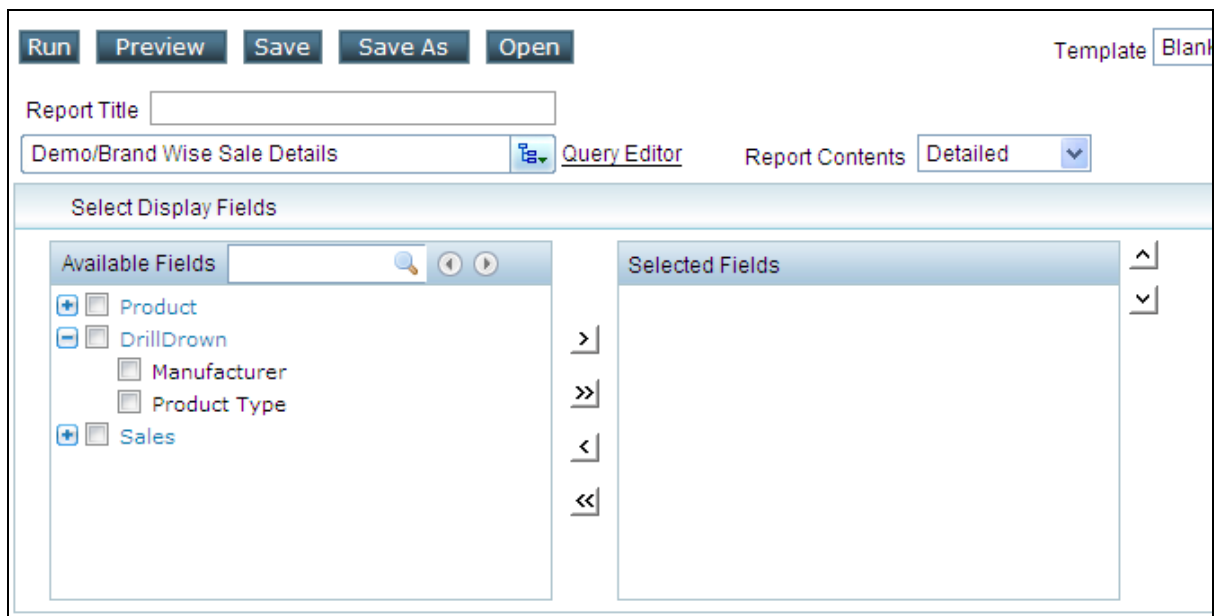 Run Preview Save Save As Open Template Blank
Report Title
Demo/Brand Wise Sale Details Query Editor Report Contents Detailed
Select Display Fields
Available Fields Selected Fields
Product
DrillDrown
Manufacturer
Product Type
Sales